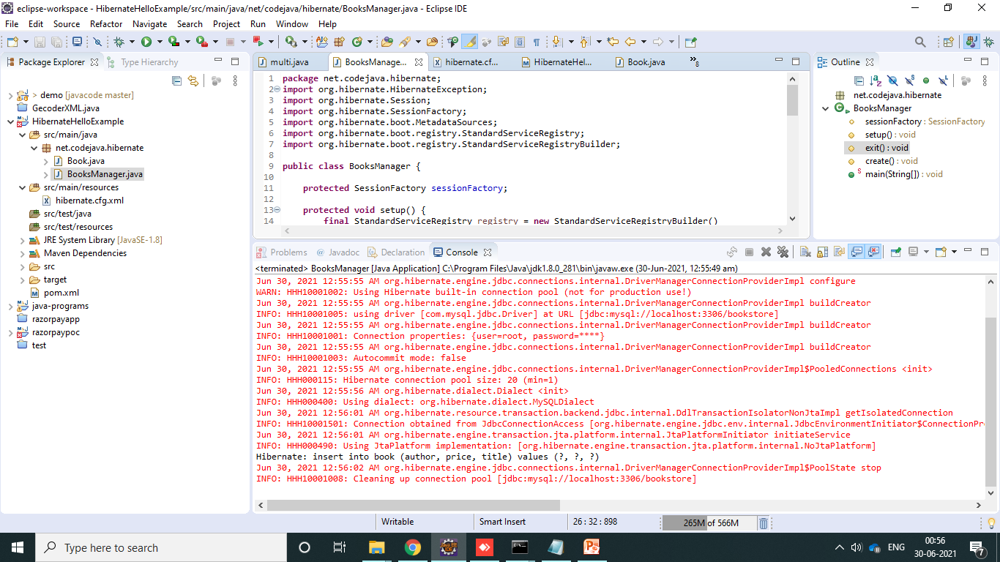 eclipse-workspace - HibernateHelloExample/src/main/java/net/codejava/hibernate/BooksManager.java - Eclipse IDE
File Edit Source Refactor Navigate Search Project Run Window Help
Package Explorer Type Hierarchy
> demo [javacode master]
GecoderXML.java
HibernateHelloExample
src/main/java
net.codejava.hibernate
Book.java
BooksManager.java
src/main/resources
hibernate.cfg.xml
src/test/java
src/test/resources
JRE System Library [JavaSE-1.8]
Maven Dependencies
src
target
pom.xml
java-programs
razorpayapp
razorpaypoc
test
multi.java BooksManage... hibernate.cf... HibernateHel... Book.java »8
1 package net.codejava.hibernate;
2 import org.hibernate.HibernateException;
3 import org.hibernate.Session;
4 import org.hibernate.SessionFactory;
5 import org.hibernate.boot.MetadataSources;
6 import org.hibernate.boot.registry.StandardServiceRegistry;
7 import org.hibernate.boot.registry.StandardServiceRegistryBuilder;
8
9 public class BooksManager {
10
11 protected SessionFactory sessionFactory;
12
13 protected void setup() {
14 final StandardServiceRegistry registry = new StandardServiceRegistryBuilder()
Outline
net.codejava.hibernate
BooksManager
sessionFactory : SessionFactory
setup() : void
exit() : void
create() : void
main(String[]) : void
Problems Javadoc Declaration Console
<terminated> BooksManager [Java Application] C:\Program Files\Java\jdk1.8.0_281\bin\javaw.exe (30-Jun-2021, 12:55:49 am)
Jun 30, 2021 12:55:55 AM org.hibernate.engine.jdbc.connections.internal.DriverManagerConnectionProviderImpl configure
WARN: HHH10001002: Using Hibernate built-in connection pool (not for production use!)
Jun 30, 2021 12:55:55 AM org.hibernate.engine.jdbc.connections.internal.DriverManagerConnectionProviderImpl buildCreator
INFO: HHH10001005: using driver [com.mysql.jdbc.Driver] at URL [jdbc:mysql://localhost:3306/bookstore]
Jun 30, 2021 12:55:55 AM org.hibernate.engine.jdbc.connections.internal.DriverManagerConnectionProviderImpl buildCreator
INFO: HHH10001001: Connection properties: {user=root, password=****}
Jun 30, 2021 12:55:55 AM org.hibernate.engine.jdbc.connections.internal.DriverManagerConnectionProviderImpl buildCreator
INFO: HHH10001003: Autocommit mode: false
Jun 30, 2021 12:55:55 AM org.hibernate.engine.jdbc.connections.internal.DriverManagerConnectionProviderImpl$PooledConnections <init>
INFO: HHH000115: Hibernate connection pool size: 20 (min=1)
Jun 30, 2021 12:55:56 AM org.hibernate.dialect.Dialect <init>
INFO: HHH000400: Using dialect: org.hibernate.dialect.MySQLDialect
Jun 30, 2021 12:56:01 AM org.hibernate.resource.transaction.backend.jdbc.internal.DdlTransactionIsolatorNonJtaImpl getIsolatedConnection
INFO: HHH10001501: Connection obtained from JdbcConnectionAccess [org.hibernate.engine.jdbc.env.internal.JdbcEnvironmentInitiator$ConnectionPr
Jun 30, 2021 12:56:01 AM org.hibernate.engine.transaction.jta.platform.internal.JtaPlatformInitiator initiateService
INFO: HHH000490: Using JtaPlatform implementation: [org.hibernate.engine.transaction.jta.platform.internal.NoJtaPlatform]
Hibernate: insert into book (author, price, title) values (?, ?, ?)
Jun 30, 2021 12:56:02 AM org.hibernate.engine.jdbc.connections.internal.DriverManagerConnectionProviderImpl$PoolState stop
INFO: HHH10001008: Cleaning up connection pool [jdbc:mysql://localhost:3306/bookstore]
Writable Smart Insert 26 : 32 : 898 265M of 566M
Type here to search
ENG
00:56
30-06-2021
7